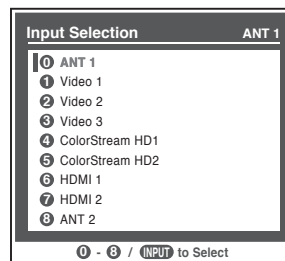 Input Selection ANT 1
0 ANT 1
1 Video 1
2 Video 2
3 Video 3
4 ColorStream HD1
5 ColorStream HD2
6 HDMI 1
7 HDMI 2
8 ANT 2
0 - 8 / INPUT to Select